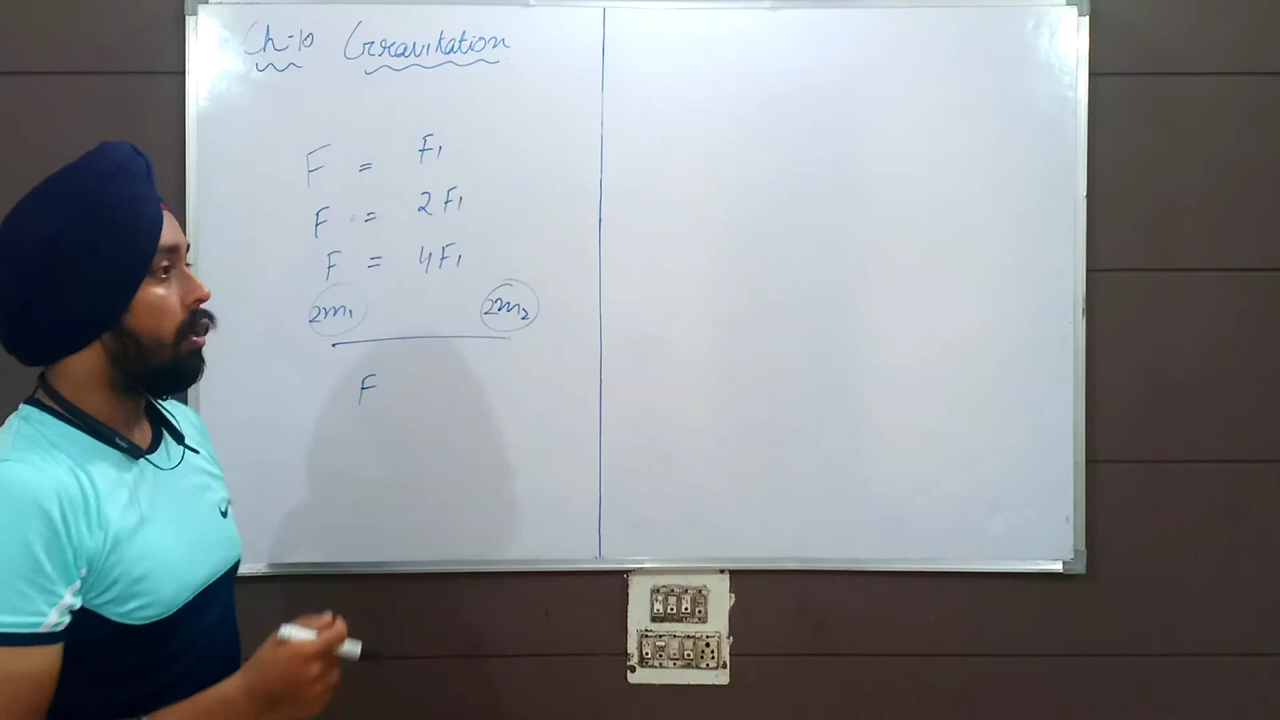 Ch-10 Gravitation
F = F1
F = 2F1
F = 4F1
2m1 2m2
F